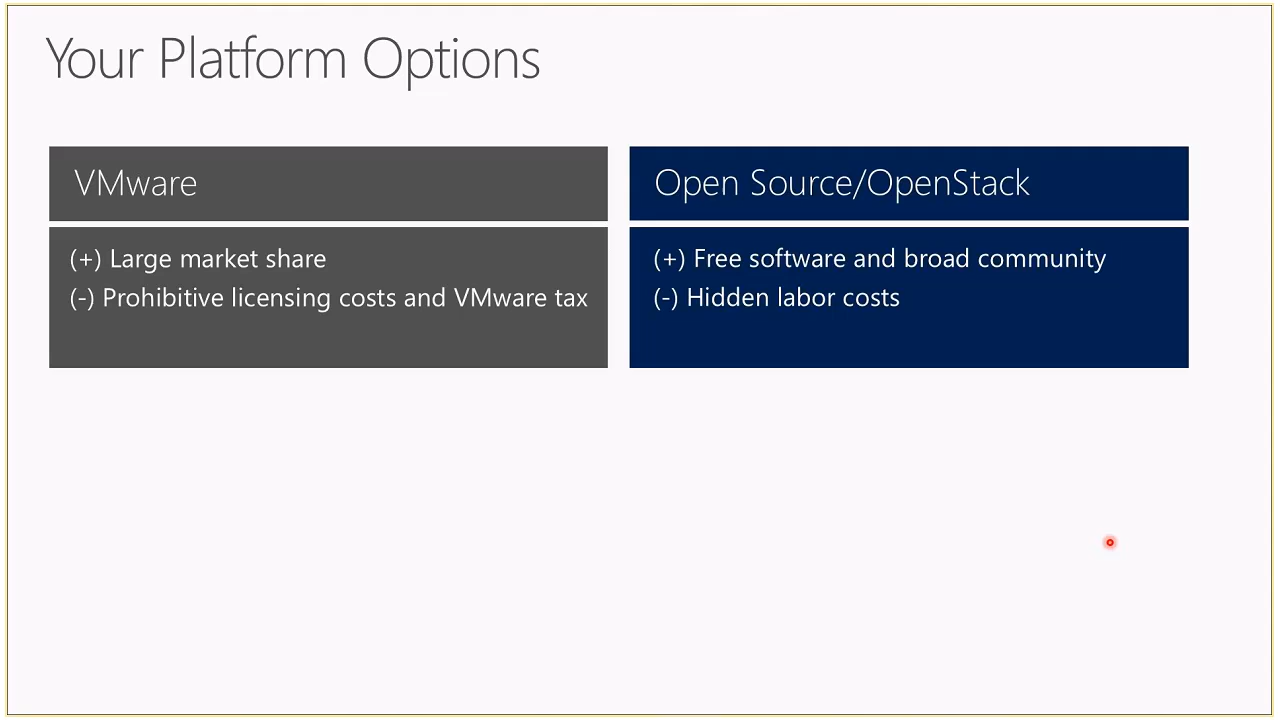 Your Platform Options
VMware
(+) Large market share
(-) Prohibitive licensing costs and VMware tax
Open Source/OpenStack
(+) Free software and broad community
(-) Hidden labor costs